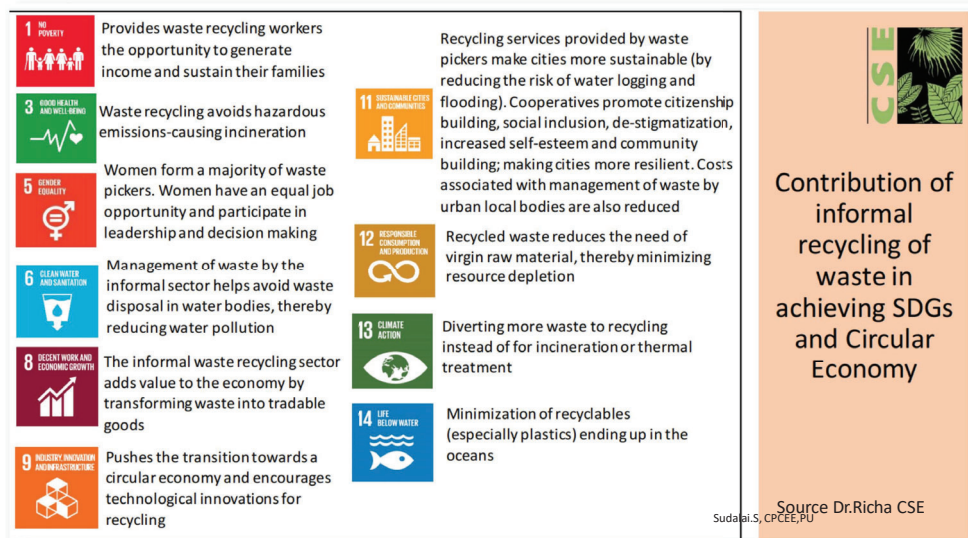 1 NO
POVERTY
Provides waste recycling workers
the opportunity to generate
income and sustain their families
3 GOOD HEALTH
AND WELL-BEING
Waste recycling avoids hazardous
emissions-causing incineration
5 GENDER
EQUALITY
Women form a majority of waste
pickers. Women have an equal job
opportunity and participate in
leadership and decision making
6 CLEAN WATER
AND SANITATION
Management of waste by the
informal sector helps avoid waste
disposal in water bodies, thereby
reducing water pollution
8 DECENT WORK AND
ECONOMIC GROWTH
The informal waste recycling sector
adds value to the economy by
transforming waste into tradable
goods
9 INDUSTRY, INNOVATION
AND INFRASTRUCTURE
Pushes the transition towards a
circular economy and encourages
technological innovations for
recycling
11 SUSTAINABLE CITIES
AND COMMUNITIES
Recycling services provided by waste
pickers make cities more sustainable (by
reducing the risk of water logging and
flooding). Cooperatives promote citizenship
building, social inclusion, de-stigmatization,
increased self-esteem and community
building; making cities more resilient. Costs
associated with management of waste by
urban local bodies are also reduced
12 RESPONSIBLE
CONSUMPTION
AND PRODUCTION
Recycled waste reduces the need of
virgin raw material, thereby minimizing
resource depletion
13 CLIMATE
ACTION
Diverting more waste to recycling
instead of for incineration or thermal
treatment
14 LIFE
BELOW WATER
Minimization of recyclables
(especially plastics) ending up in the
oceans
CSE
Contribution of
informal
recycling of
waste in
achieving SDGs
and Circular
Economy
Source Dr.Richa CSE
Sudalai.S, CPCEE,PU